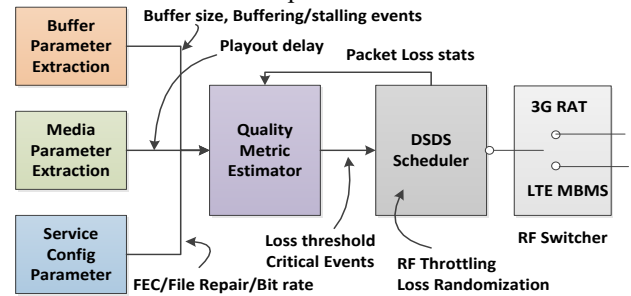 Buffer size, Buffering/stalling events
Buffer
Parameter
Extraction
Playout delay
Packet Loss stats
Media
Parameter
Extraction
Quality
Metric
Estimator
DSDS
Scheduler
3G RAT
LTE MBMS
RF Switcher
Service
Config
Parameter
Loss threshold
Critical Events
RF Throttling
Loss Randomization
FEC/File Repair/Bit rate